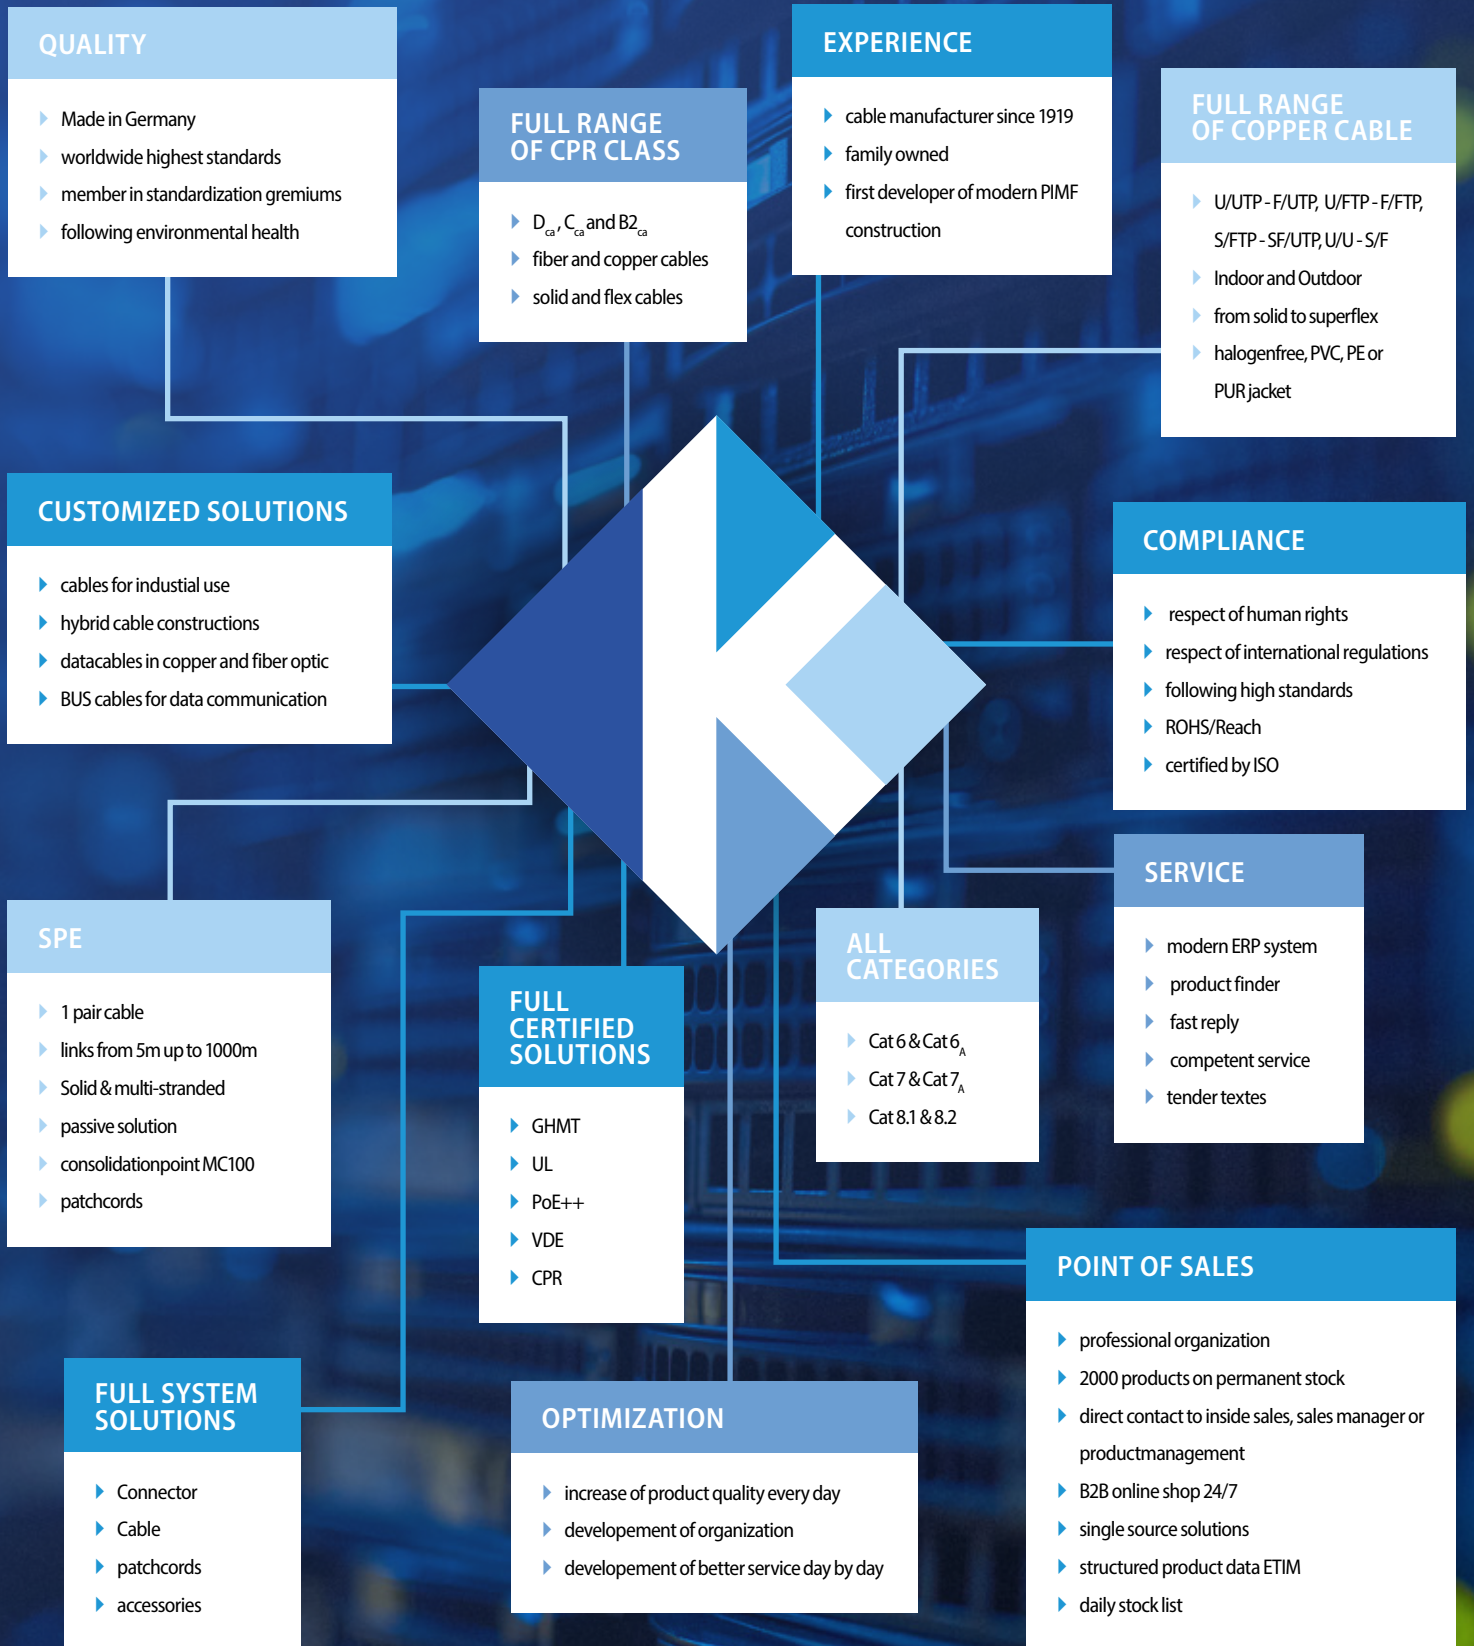 QUALITY
Made in Germany
worldwide highest standards
member in standardization gremiums
following environmental health
FULL RANGE
OF CPR CLASS
Dca, Cca and B2ca
fiber and copper cables
solid and flex cables
EXPERIENCE
cable manufacturer since 1919
family owned
first developer of modern PIMF
construction
FULL RANGE
OF COPPER CABLE
U/UTP - F/UTP, U/FTP - F/FTP,
S/FTP - SF/UTP, U/U - S/F
Indoor and Outdoor
from solid to superflex
halogenfree, PVC, PE or
PUR jacket
CUSTOMIZED SOLUTIONS
cables for industial use
hybrid cable constructions
datacables in copper and fiber optic
BUS cables for data communication
COMPLIANCE
respect of human rights
respect of international regulations
following high standards
ROHS/Reach
certified by ISO
SERVICE
modern ERP system
product finder
fast reply
competent service
tender textes
SPE
1 pair cable
links from 5m up to 1000m
Solid & multi-stranded
passive solution
consolidationpoint MC100
patchcords
FULL
CERTIFIED
SOLUTIONS
GHMT
UL
PoE++
VDE
CPR
ALL
CATEGORIES
Cat 6 & Cat 6A
Cat 7 & Cat 7A
Cat 8.1 & 8.2
POINT OF SALES
professional organization
2000 products on permanent stock
direct contact to inside sales, sales manager or
productmanagement
B2B online shop 24/7
single source solutions
structured product data ETIM
daily stock list
FULL SYSTEM
SOLUTIONS
Connector
Cable
patchcords
accessories
OPTIMIZATION
increase of product quality every day
developement of organization
developement of better service day by day